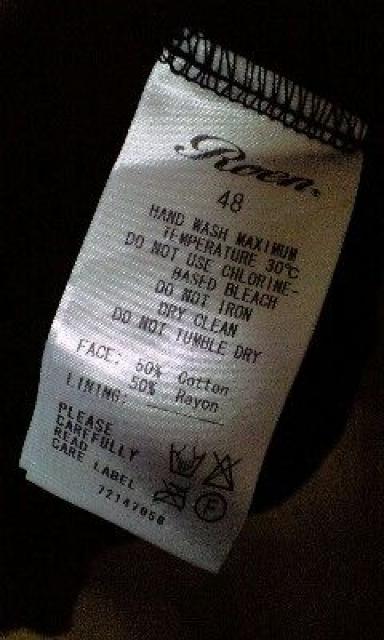 Roen.
48
HAND WASH MAXIMUM
TEMPERATURE 30℃
DO NOT USE CHLORINE-
BASED BLEACH
DO NOT IRON
DRY CLEAN
DO NOT TUMBLE DRY
FACE: 50% Cotton
50% Rayon
LINING:
PLEASE
CAREFULLY
READ
CARE LABEL
72147050
F